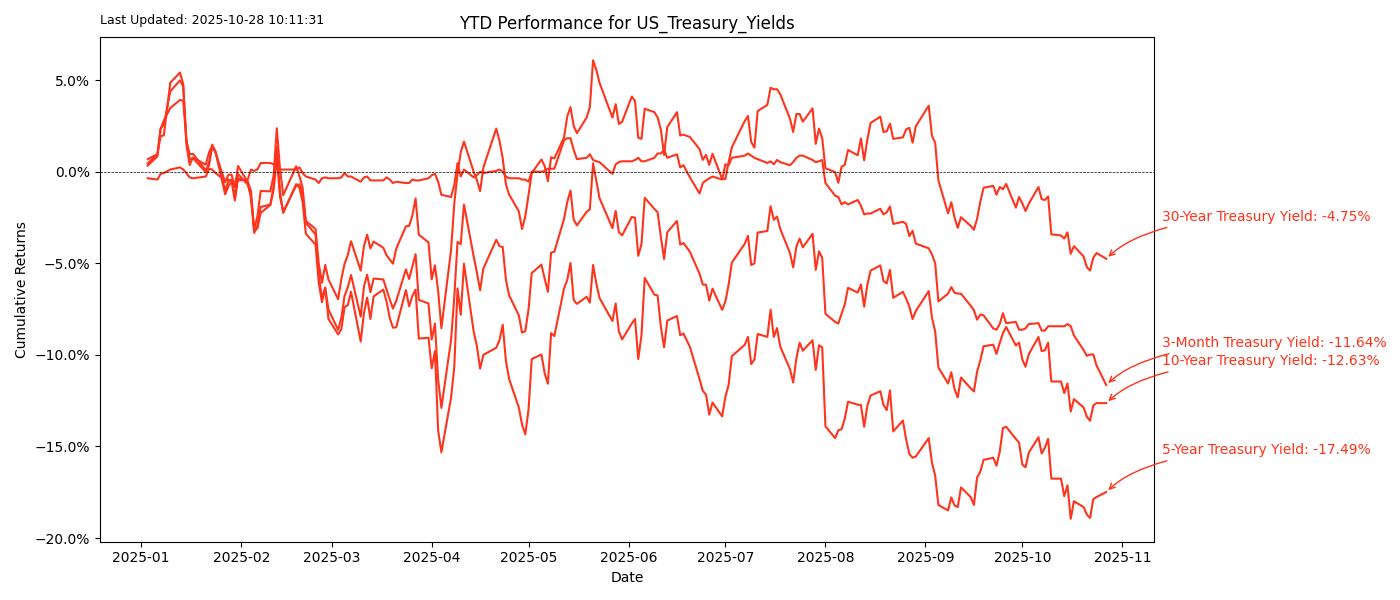 Last Updated: 2025-10-28 10:11:31
YTD Performance for US_Treasury_Yields
Cumulative Returns
5.0%
0.0%
−5.0%
−10.0%
−15.0%
−20.0%
30-Year Treasury Yield: -4.75%
3-Month Treasury Yield: -11.64%
10-Year Treasury Yield: -12.63%
5-Year Treasury Yield: -17.49%
2025-01 2025-02 2025-03 2025-04 2025-05 2025-06 2025-07 2025-08 2025-09 2025-10 2025-11
Date